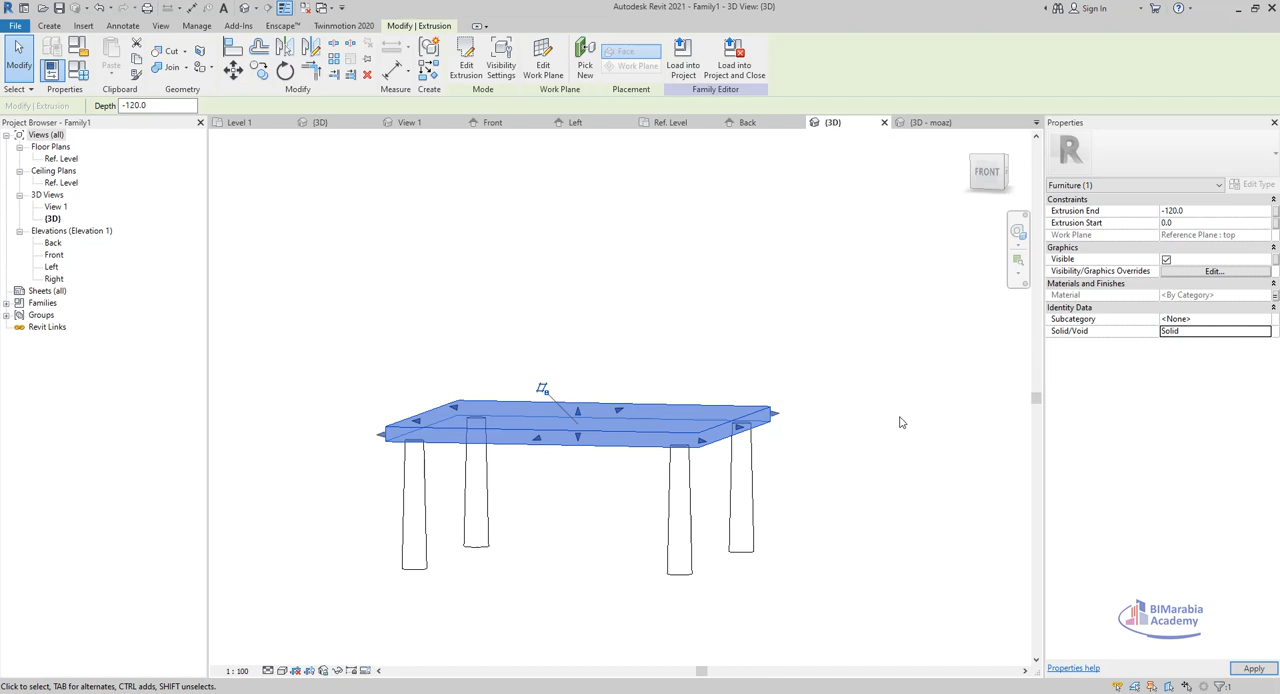 Autodesk Revit 2021 - Family1 - 3D View: {3D}
Sign In
File Create Insert Annotate View Manage Add-Ins Enscape™ Twinmotion 2020 Modify | Extrusion
Modify
Paste
Cut
Join
Edit Extrusion
Visibility Settings
Edit Work Plane
Pick New
Face
Work Plane
Load into Project
Load into Project and Close
Select Properties Clipboard Geometry Modify Measure Create Mode Work Plane Placement Family Editor
Modify | Extrusion Depth -120.0
Project Browser - Family1
Level 1 {3D} View 1 Front Left Ref. Level Back {3D} {3D - moaz}
Views (all)
Floor Plans
Ref. Level
Ceiling Plans
Ref. Level
3D Views
View 1
{3D}
Elevations (Elevation 1)
Back
Front
Left
Right
Sheets (all)
Families
Groups
Revit Links
FRONT
Properties
R
Furniture (1) Edit Type
Constraints
Extrusion End -120.0
Extrusion Start 0.0
Work Plane Reference Plane : top
Graphics
Visible
Visibility/Graphics Overrides Edit...
Materials and Finishes
Material <By Category>
Identity Data
Subcategory <None>
Solid/Void Solid
BIMarabia
Academy
Properties help Apply
1 : 100
Click to select, TAB for alternates, CTRL adds, SHIFT unselects.
:1